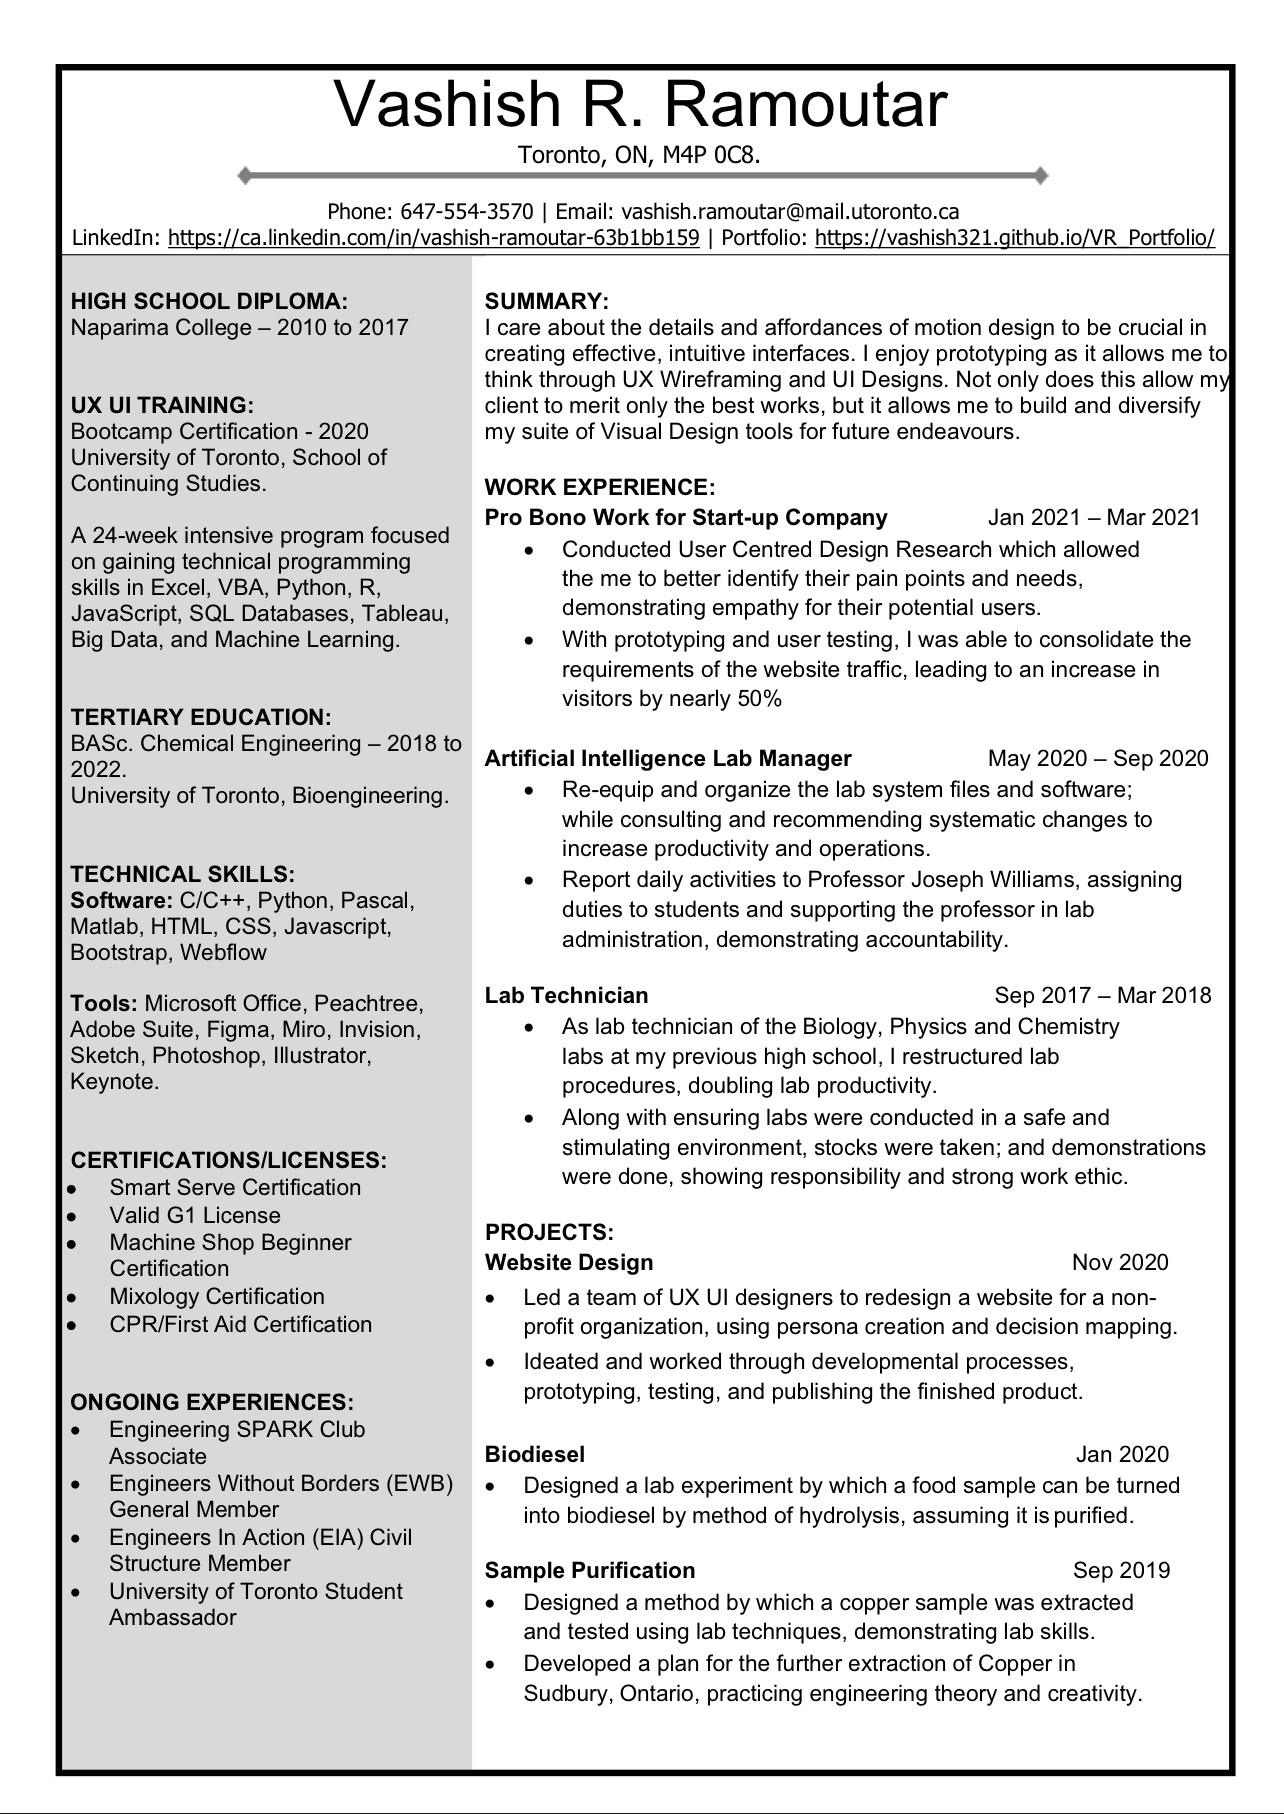 Vashish R. Ramoutar
Toronto, ON, M4P 0C8.
Phone: 647-554-3570 | Email: vashish.ramoutar@mail.utoronto.ca
LinkedIn: https://ca.linkedin.com/in/vashish-ramoutar-63b1bb159 | Portfolio: https://vashish321.github.io/VR_Portfolio/
HIGH SCHOOL DIPLOMA:
Naparima College – 2010 to 2017
UX UI TRAINING:
Bootcamp Certification - 2020
University of Toronto, School of
Continuing Studies.
A 24-week intensive program focused
on gaining technical programming
skills in Excel, VBA, Python, R,
JavaScript, SQL Databases, Tableau,
Big Data, and Machine Learning.
TERTIARY EDUCATION:
BASc. Chemical Engineering – 2018 to
2022.
University of Toronto, Bioengineering.
TECHNICAL SKILLS:
Software: C/C++, Python, Pascal,
Matlab, HTML, CSS, Javascript,
Bootstrap, Webflow
Tools: Microsoft Office, Peachtree,
Adobe Suite, Figma, Miro, Invision,
Sketch, Photoshop, Illustrator,
Keynote.
CERTIFICATIONS/LICENSES:
• Smart Serve Certification
• Valid G1 License
• Machine Shop Beginner
Certification
• Mixology Certification
• CPR/First Aid Certification
ONGOING EXPERIENCES:
• Engineering SPARK Club
Associate
• Engineers Without Borders (EWB)
General Member
• Engineers In Action (EIA) Civil
Structure Member
• University of Toronto Student
Ambassador
SUMMARY:
I care about the details and affordances of motion design to be crucial in
creating effective, intuitive interfaces. I enjoy prototyping as it allows me to
think through UX Wireframing and UI Designs. Not only does this allow my
client to merit only the best works, but it allows me to build and diversify
my suite of Visual Design tools for future endeavours.
WORK EXPERIENCE:
Pro Bono Work for Start-up Company Jan 2021 – Mar 2021
• Conducted User Centred Design Research which allowed
the me to better identify their pain points and needs,
demonstrating empathy for their potential users.
• With prototyping and user testing, I was able to consolidate the
requirements of the website traffic, leading to an increase in
visitors by nearly 50%
Artificial Intelligence Lab Manager May 2020 – Sep 2020
• Re-equip and organize the lab system files and software;
while consulting and recommending systematic changes to
increase productivity and operations.
• Report daily activities to Professor Joseph Williams, assigning
duties to students and supporting the professor in lab
administration, demonstrating accountability.
Lab Technician Sep 2017 – Mar 2018
• As lab technician of the Biology, Physics and Chemistry
labs at my previous high school, I restructured lab
procedures, doubling lab productivity.
• Along with ensuring labs were conducted in a safe and
stimulating environment, stocks were taken; and demonstrations
were done, showing responsibility and strong work ethic.
PROJECTS:
Website Design Nov 2020
• Led a team of UX UI designers to redesign a website for a non-
profit organization, using persona creation and decision mapping.
• Ideated and worked through developmental processes,
prototyping, testing, and publishing the finished product.
Biodiesel Jan 2020
• Designed a lab experiment by which a food sample can be turned
into biodiesel by method of hydrolysis, assuming it is purified.
Sample Purification Sep 2019
• Designed a method by which a copper sample was extracted
and tested using lab techniques, demonstrating lab skills.
• Developed a plan for the further extraction of Copper in
Sudbury, Ontario, practicing engineering theory and creativity.